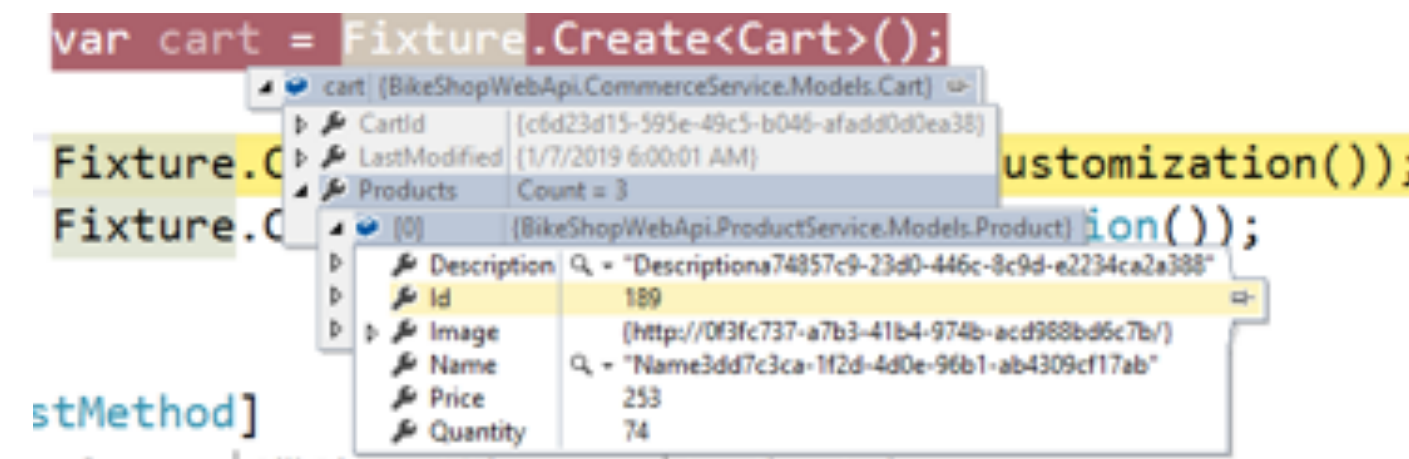 var cart = Fixture.Create<Cart>();
cart {BikeShopWebApi.CommerceService.Models.Cart}
CartId {c6d23d15-595e-49c5-b046-afadd0d0ea38}
LastModified {1/7/2019 6:00:01 AM}
Fixture.C ustomization());
Products Count = 3
Fixture.C ion());
[0] {BikeShopWebApi.ProductService.Models.Product}
Description "Descriptiona74857c9-23d0-446c-8c9d-e2234ca2a388"
Id 189
Image {http://0f3fc737-a7b3-41b4-974b-acd988bd6c7b/}
Name "Name3dd7c3ca-1f2d-4d0e-96b1-ab4309cf17ab"
Price 253
stMethod]
Quantity 74